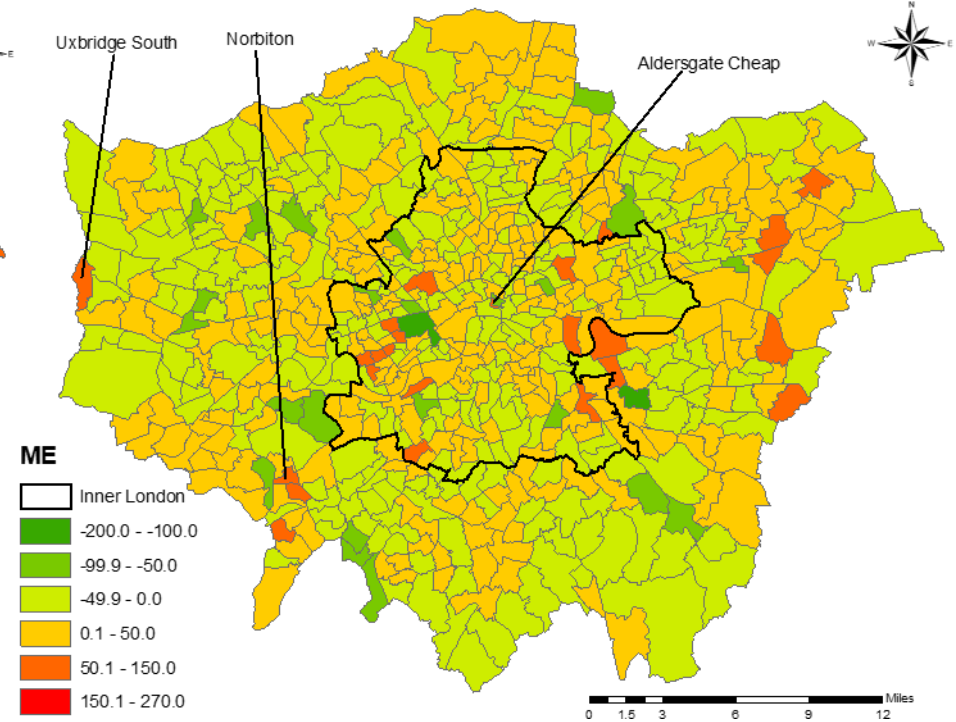 N
W E
S
E
Uxbridge South
Norbiton
Aldersgate Cheap
ME
Inner London
-200.0 - -100.0
-99.9 - -50.0
-49.9 - 0.0
0.1 - 50.0
50.1 - 150.0
150.1 - 270.0
Miles
0 1.5 3 6 9 12